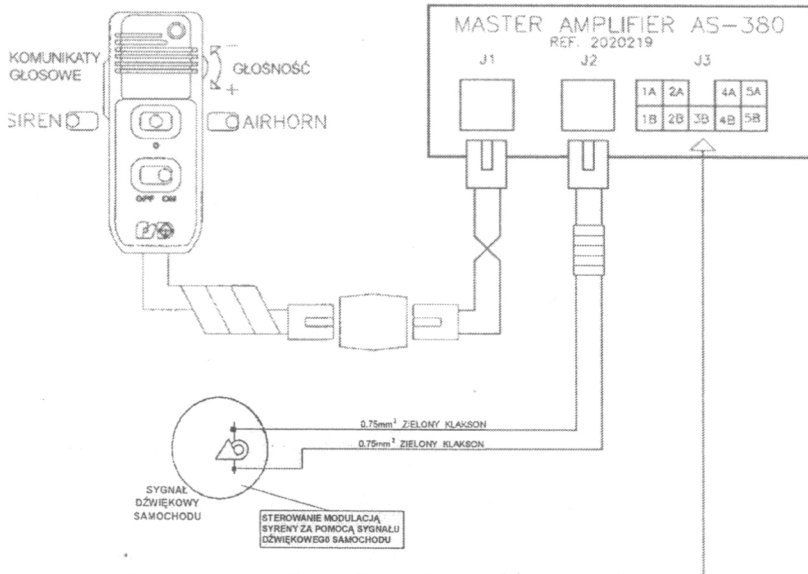 MASTER AMPLIFIER AS-380
REF. 2020219
J1 J2 J3
1A 2A 4A 5A
1B 2B 3B 4B 5B
KOMUNIKATY
GŁOSOWE
−
GŁOŚNOŚĆ
+
SIREN
AIRHORN
OFF ON
0.75mm² ZIELONY KLAKSON
0.75mm² ZIELONY KLAKSON
SYGNAŁ
DŹWIĘKOWY
SAMOCHODU
STEROWANIE MODULACJĄ
SYRENY ZA POMOCĄ SYGNAŁU
DŹWIĘKOWEGO SAMOCHODU